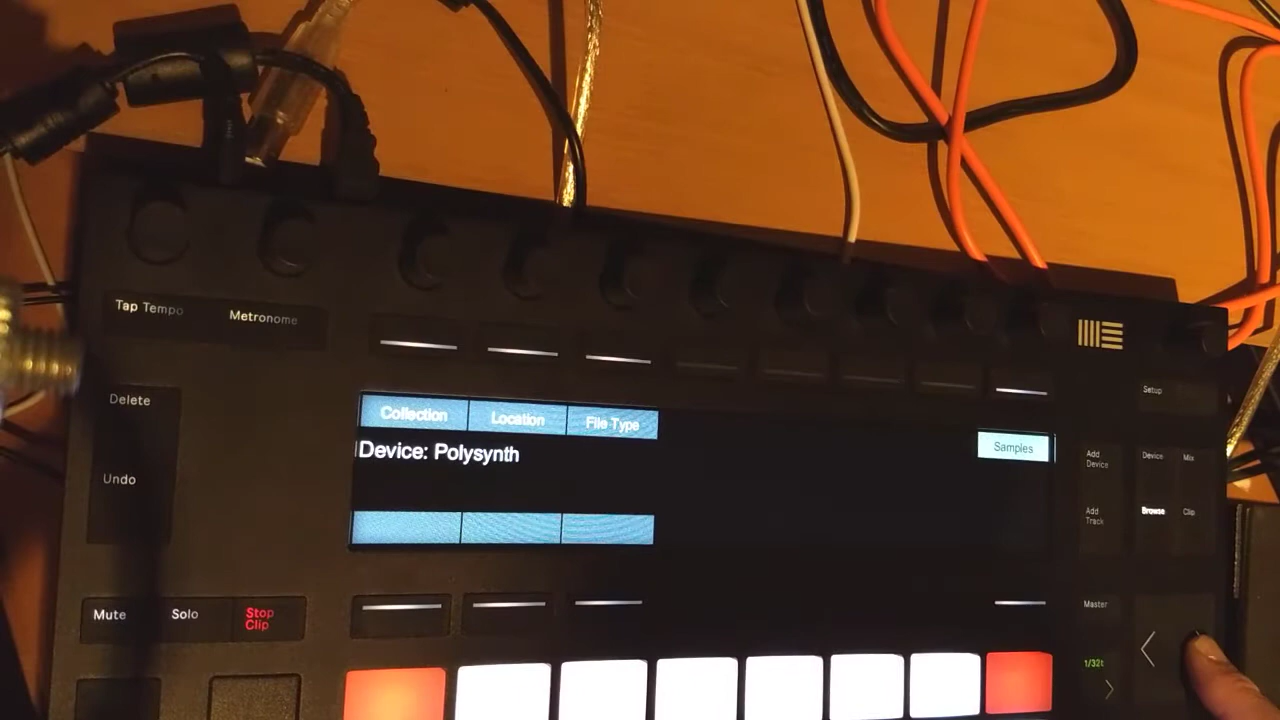 Tap Tempo
Metronome
Delete
Undo
Mute
Solo
Stop
Clip
Collection
Location
File Type
Device: Polysynth
Samples
Setup
Add
Device
Device
Mix
Add
Track
Browse
Clip
Master
1/32t